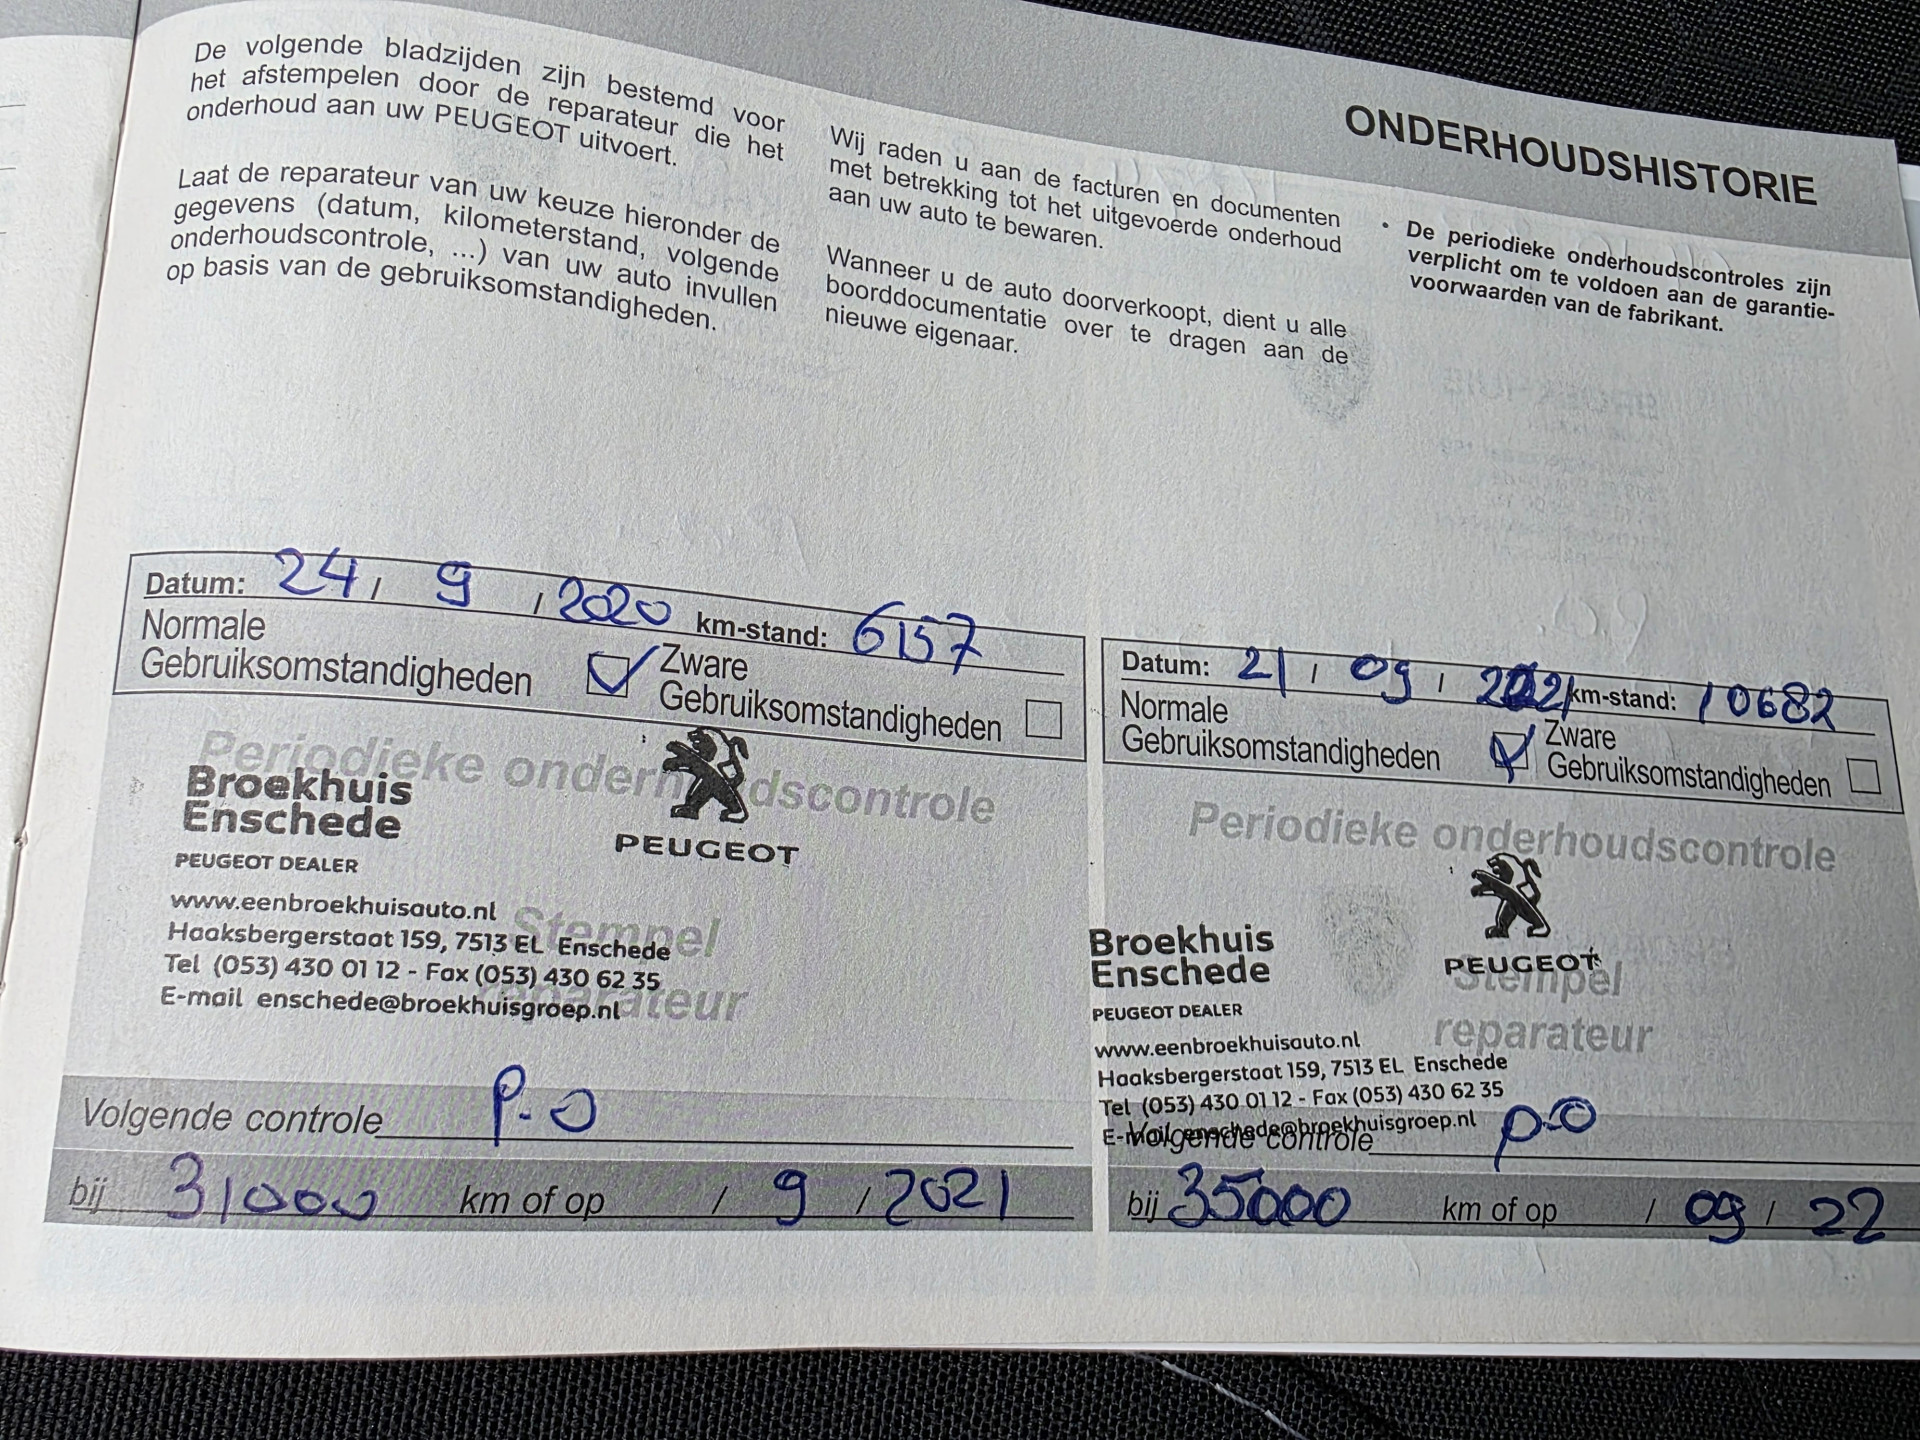 ONDERHOUDSHISTORIE
De volgende bladzijden zijn bestemd voor
het afstempelen door de reparateur die het
onderhoud aan uw PEUGEOT uitvoert.
Laat de reparateur van uw keuze hieronder de
gegevens (datum, kilometerstand, volgende
onderhoudscontrole, ...) van uw auto invullen
op basis van de gebruiksomstandigheden.
Wij raden u aan de facturen en documenten
met betrekking tot het uitgevoerde onderhoud
aan uw auto te bewaren.
Wanneer u de auto doorverkoopt, dient u alle
boorddocumentatie over te dragen aan de
nieuwe eigenaar.
• De periodieke onderhoudscontroles zijn
verplicht om te voldoen aan de garantie-
voorwaarden van de fabrikant.
Datum: 24 / 9 / 2020 km-stand: 6157
Normale
Gebruiksomstandigheden
Zware
Gebruiksomstandigheden
Periodieke onderhoudscontrole
Broekhuis
Enschede
PEUGEOT DEALER
PEUGEOT
www.eenbroekhuisauto.nl
Haaksbergerstaat 159, 7513 EL Enschede
Tel (053) 430 01 12 - Fax (053) 430 62 35
E-mail enschede@broekhuisgroep.nl
Stempel
reparateur
Volgende controle P.O
bij 31000 km of op / 9 / 2021
Datum: 21 / 09 / 2021 km-stand: 10682
Normale
Gebruiksomstandigheden
Zware
Gebruiksomstandigheden
Periodieke onderhoudscontrole
Broekhuis
Enschede
PEUGEOT DEALER
PEUGEOT
www.eenbroekhuisauto.nl
Haaksbergerstaat 159, 7513 EL Enschede
Tel (053) 430 01 12 - Fax (053) 430 62 35
E-mail enschede@broekhuisgroep.nl
Stempel
reparateur
Volgende controle P.O
bij 35000 km of op / 09 / 22